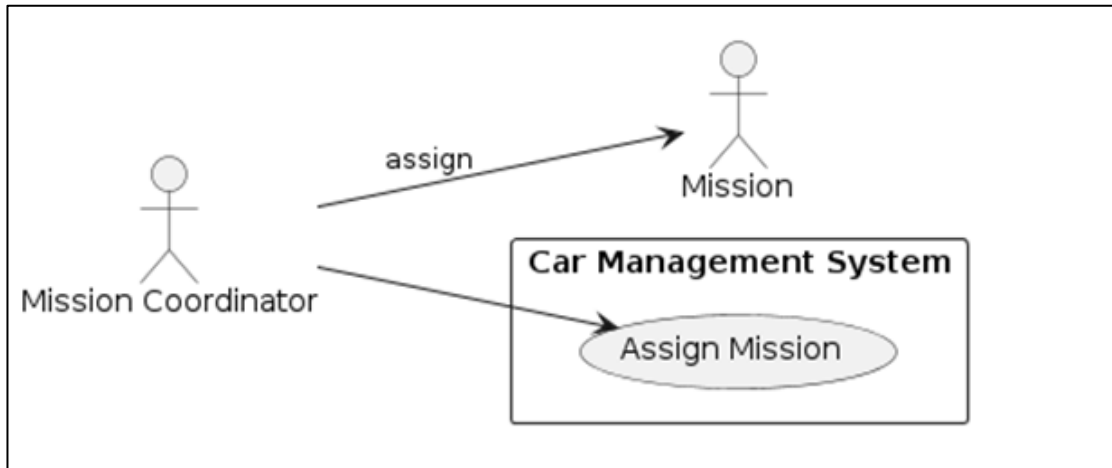 assign
Mission
Mission Coordinator
Car Management System
Assign Mission